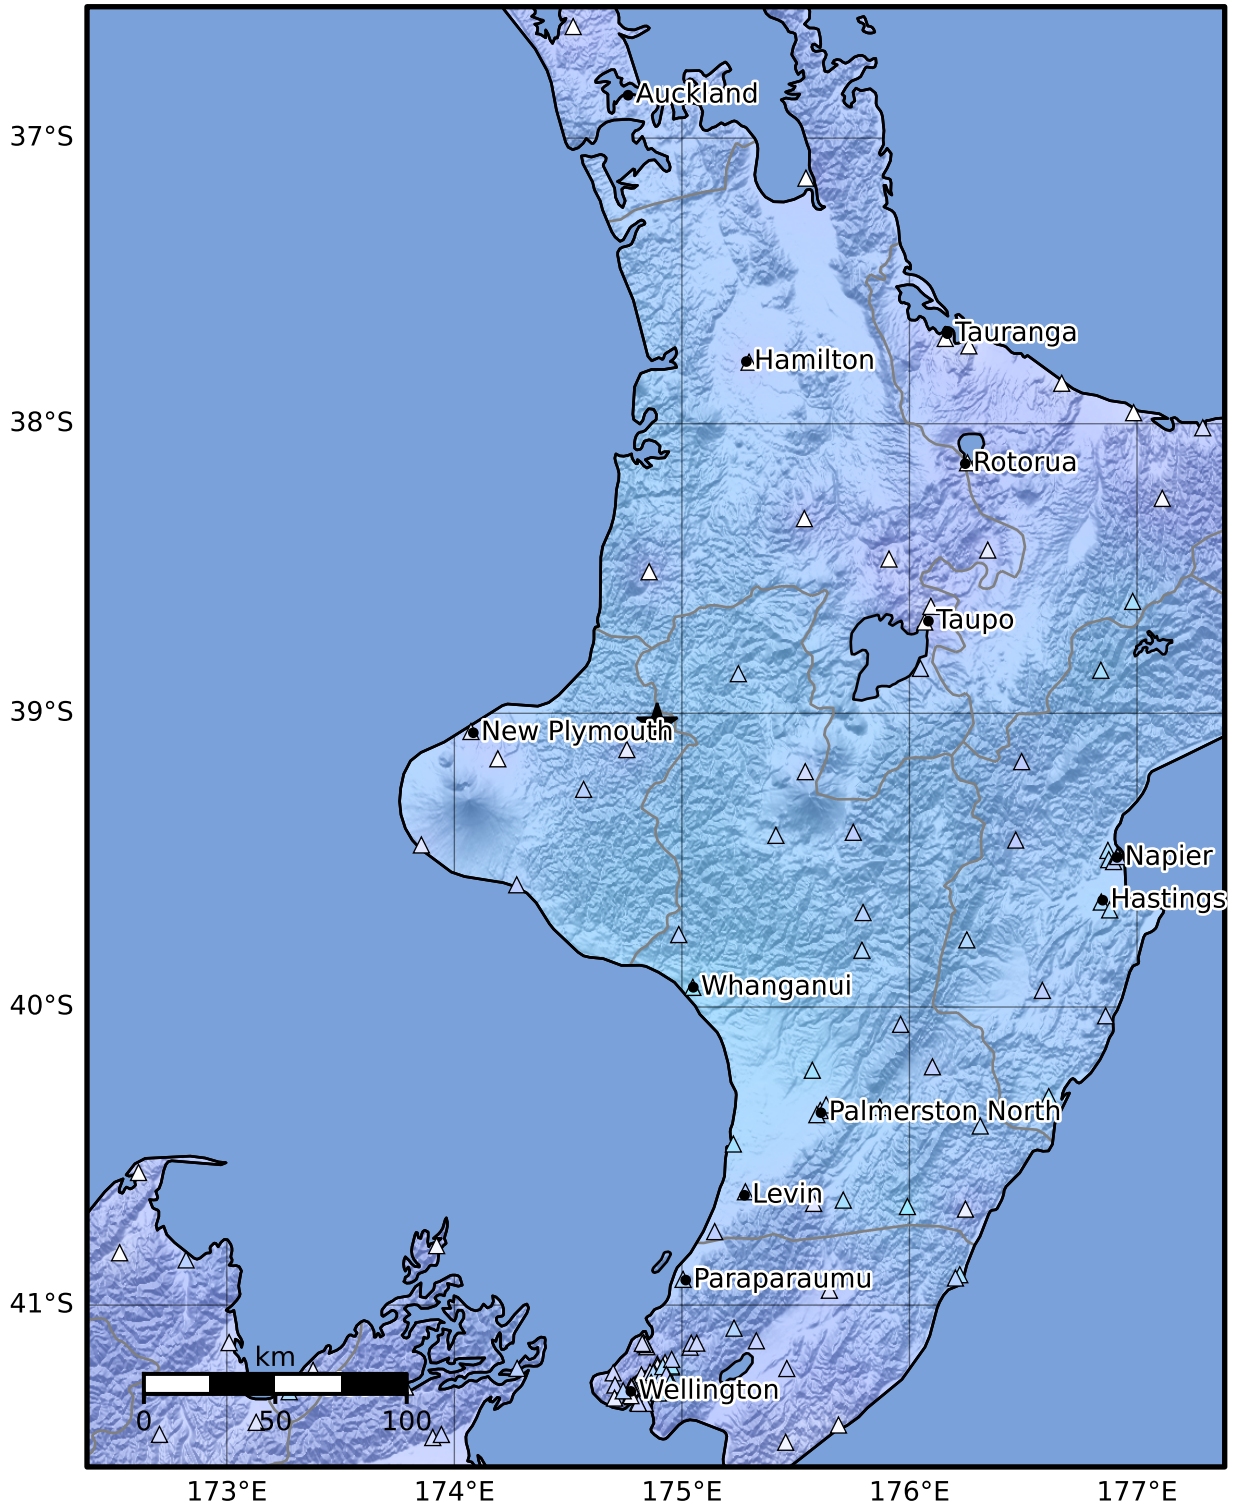 Auckland
37°S
Tauranga
Hamilton
38°S
Rotorua
Taupo
39°S
New Plymouth
Napier
Hastings
Whanganui
40°S
Palmerston North
Levin
Paraparaumu
41°S
km
Wellington
0 50 100
173°E 174°E 175°E 176°E 177°E